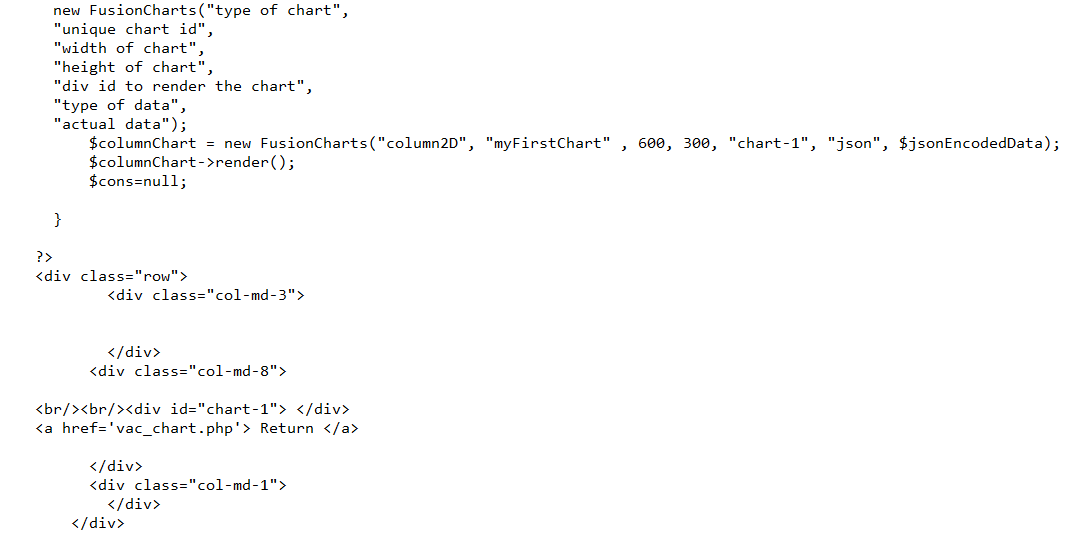 new FusionCharts("type of chart",
"unique chart id",
"width of chart",
"height of chart",
"div id to render the chart",
"type of data",
"actual data");
$columnChart = new FusionCharts("column2D", "myFirstChart" , 600, 300, "chart-1", "json", $jsonEncodedData);
$columnChart->render();
$cons=null;
}
?>
<div class="row">
<div class="col-md-3">
</div>
<div class="col-md-8">
<br/><br/><div id="chart-1"> </div>
<a href='vac_chart.php'> Return </a>
</div>
<div class="col-md-1">
</div>
</div>